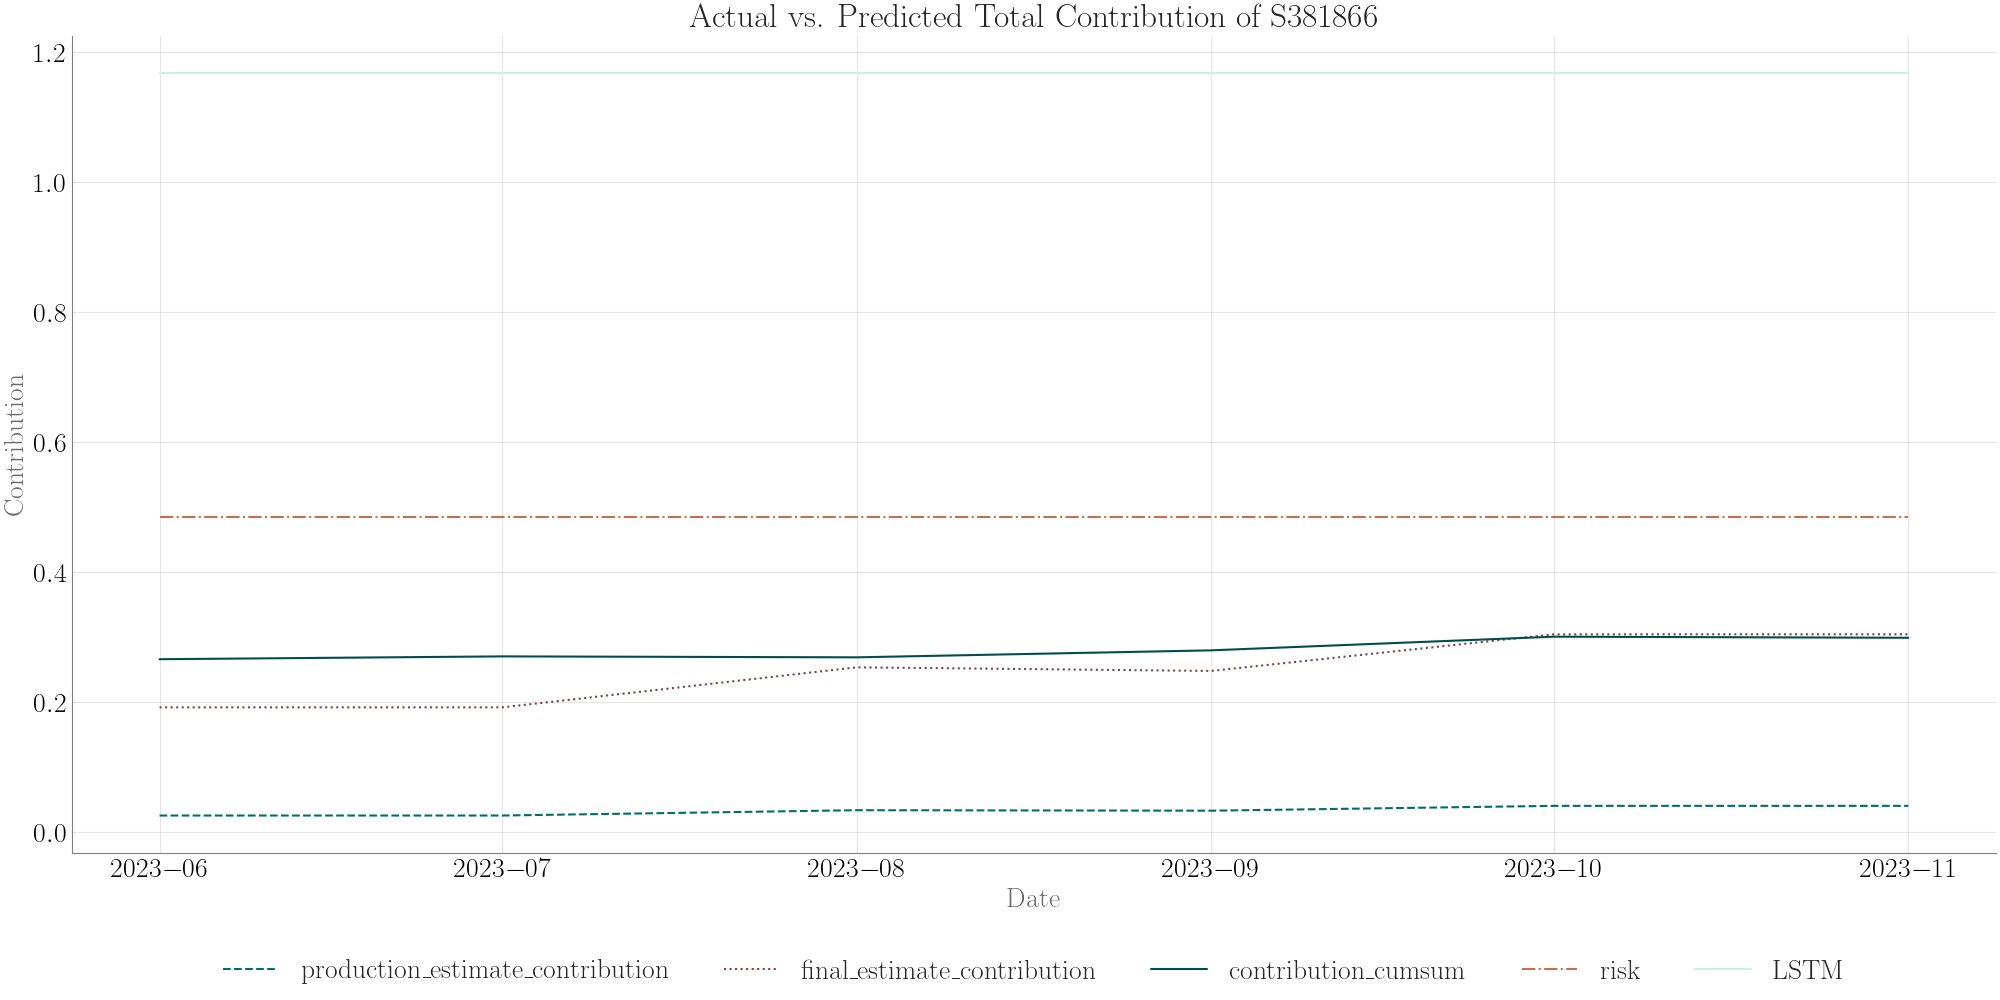 Actual vs. Predicted Total Contribution of S381866
1.2
1.0
0.8
0.6
0.4
0.2
0.0
Contribution
2023−06 2023−07 2023−08 2023−09 2023−10 2023−11
Date
production_estimate_contribution final_estimate_contribution contribution_cumsum risk LSTM